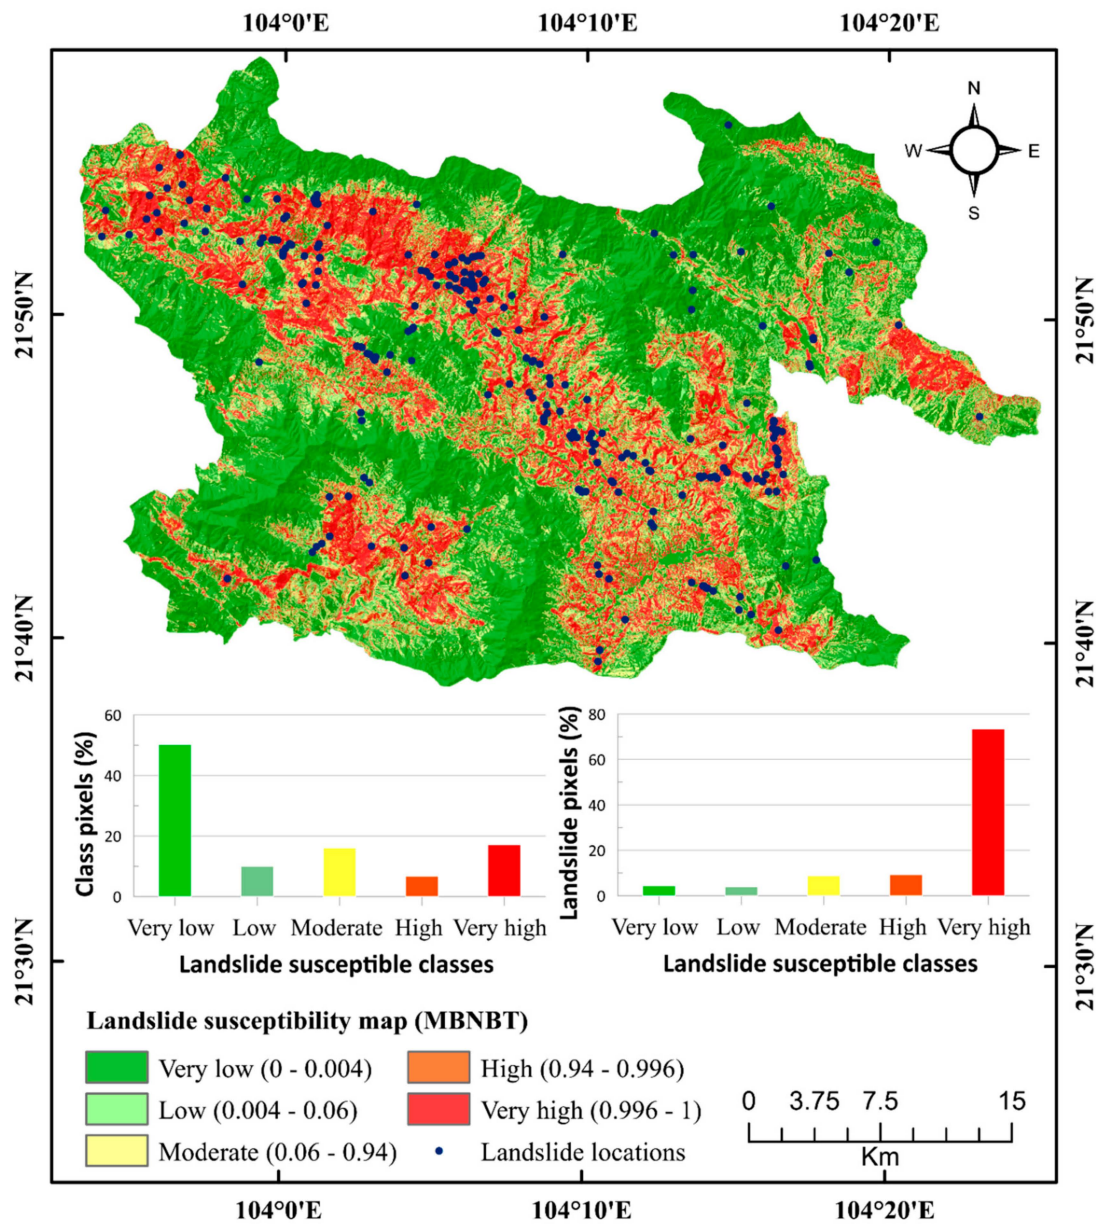 104°0'E 104°10'E 104°20'E
N
W E
S
21°50'N 21°50'N
21°40'N 21°40'N
60 80
Class pixels (%) Landslide pixels (%)
60
40
40
20
20
0 0
Very low Low Moderate High Very high Very low Low Moderate High Very high
Landslide susceptible classes Landslide susceptible classes
21°30'N 21°30'N
Landslide susceptibility map (MBNBT)
Very low (0 - 0.004) High (0.94 - 0.996)
Low (0.004 - 0.06) Very high (0.996 - 1)
Moderate (0.06 - 0.94) Landslide locations
0 3.75 7.5 15
Km
104°0'E 104°10'E 104°20'E